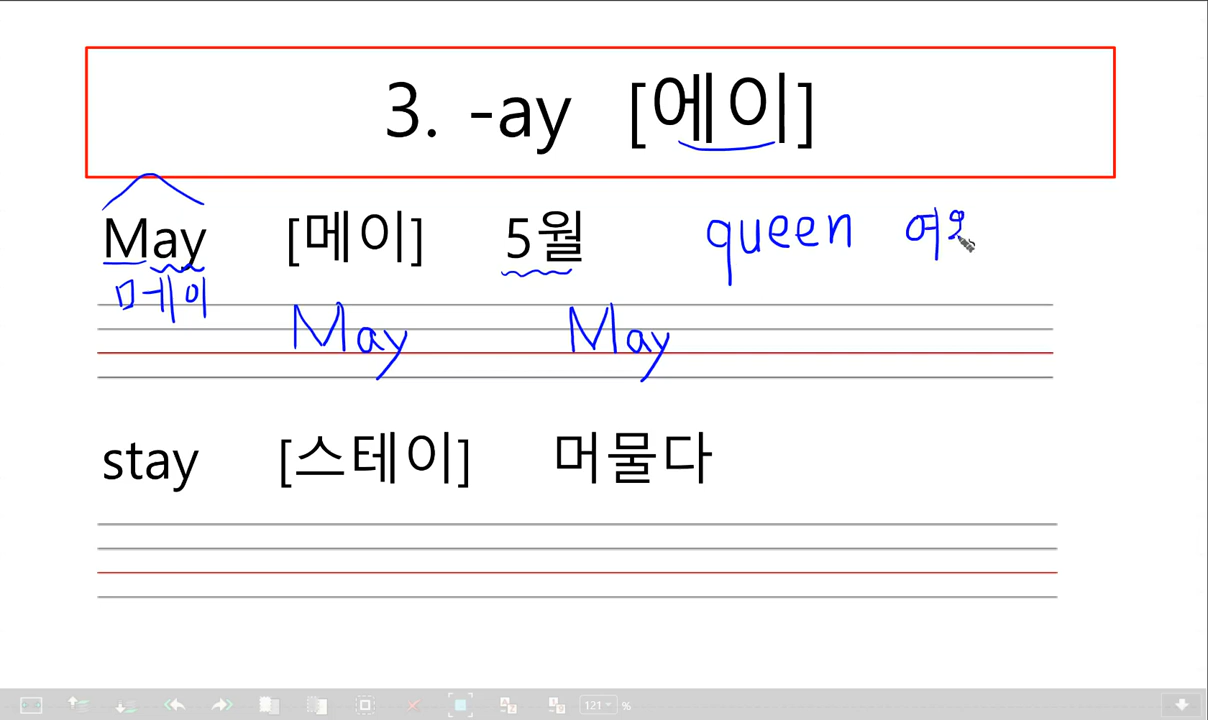 3. -ay [에이]
May [메이] 5월 queen
메이
May May
stay [스테이] 머물다
121 %